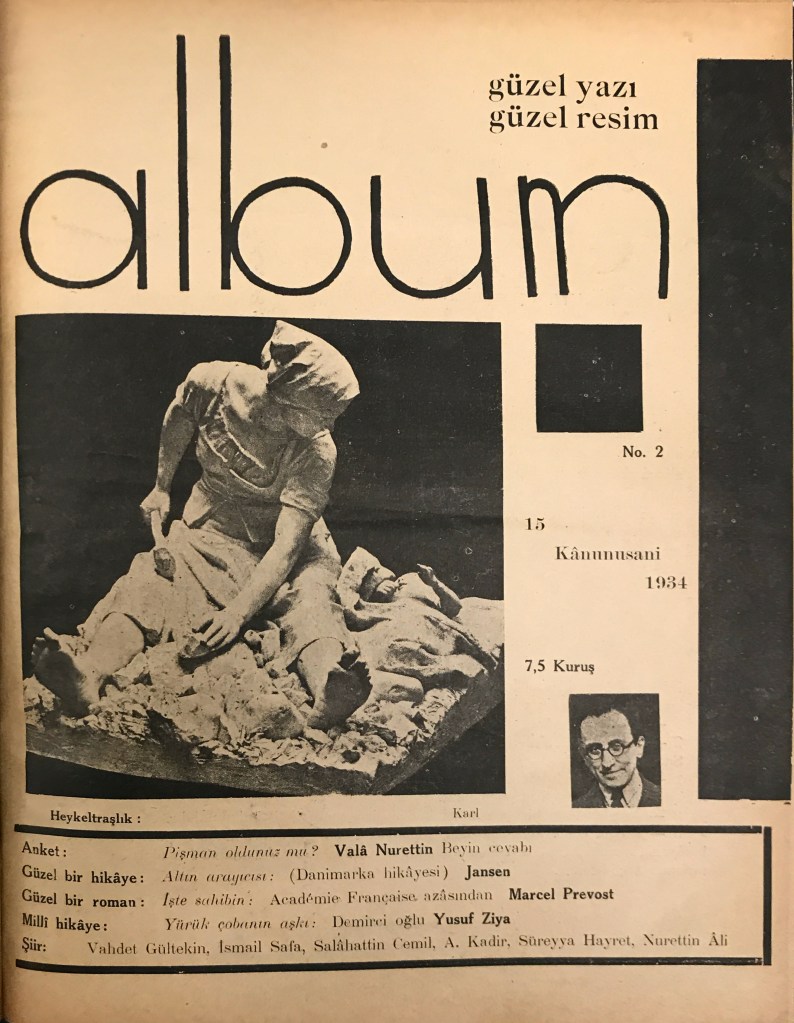 güzel yazı
güzel resim
album
No. 2
15
Kânunusani
1934
7,5 Kuruş
Heykeltraşlık : Karl
Anket : Pişman oldunuz mu? Valâ Nurettin Beyin cevabı
Güzel bir hikâye : Altın arayıcısı : (Danimarka hikâyesi) Jansen
Güzel bir roman : İşte sahibin : Académie Française azâsından Marcel Prevost
Millî hikâye : Yürük çobanın aşkı : Demirci oğlu Yusuf Ziya
Şiir: Vahdet Gültekin, İsmail Safa, Salâhattin Cemil, A. Kadir, Süreyya Hayret, Nurettin Âli